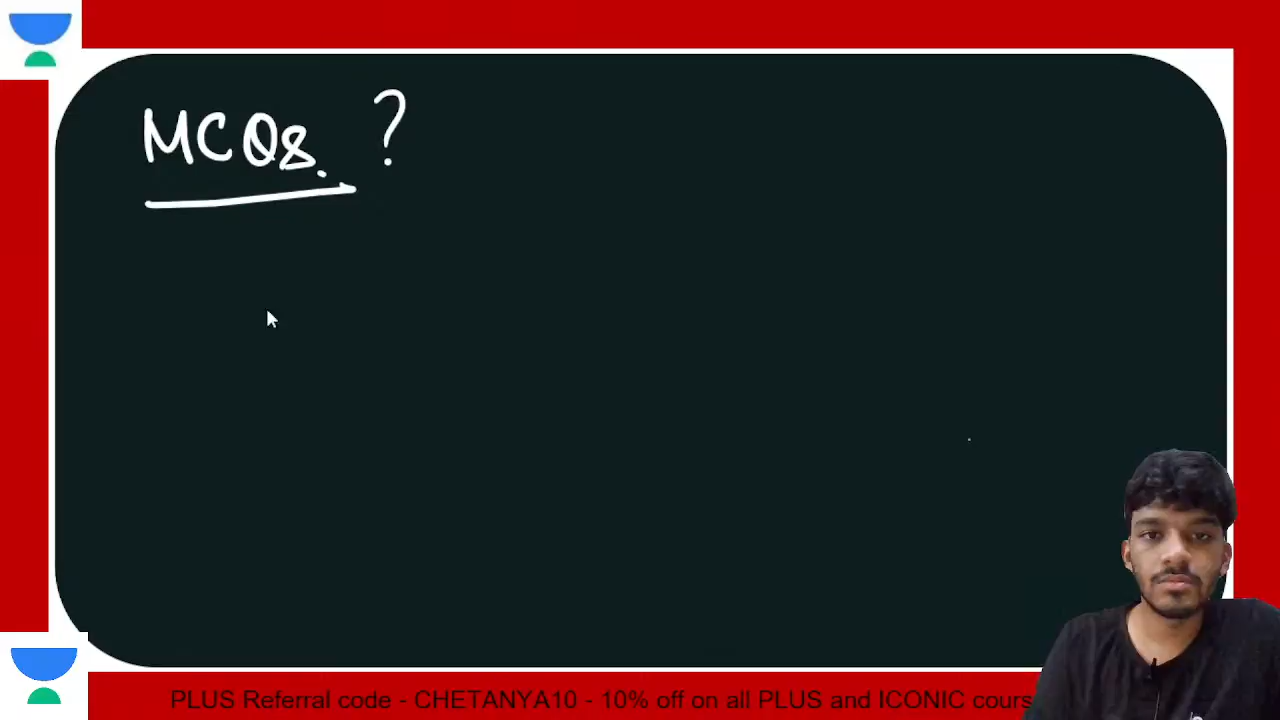 MCQs. ?
PLUS Referral code - CHETANYA10 - 10% off on all PLUS and ICONIC cours